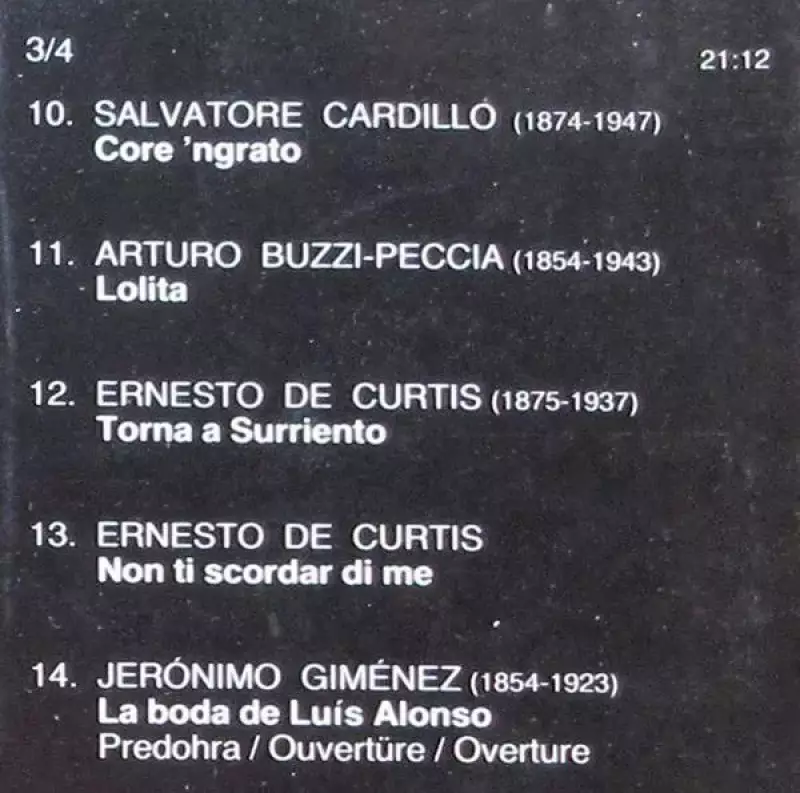 3/4
21:12
10. SALVATORE CARDILLO (1874-1947)
Core 'ngrato
11. ARTURO BUZZI-PECCIA (1854-1943)
Lolita
12. ERNESTO DE CURTIS (1875-1937)
Torna a Surriento
13. ERNESTO DE CURTIS
Non ti scordar di me
14. JERÓNIMO GIMÉNEZ (1854-1923)
La boda de Luís Alonso
Predohra / Ouvertüre / Overture